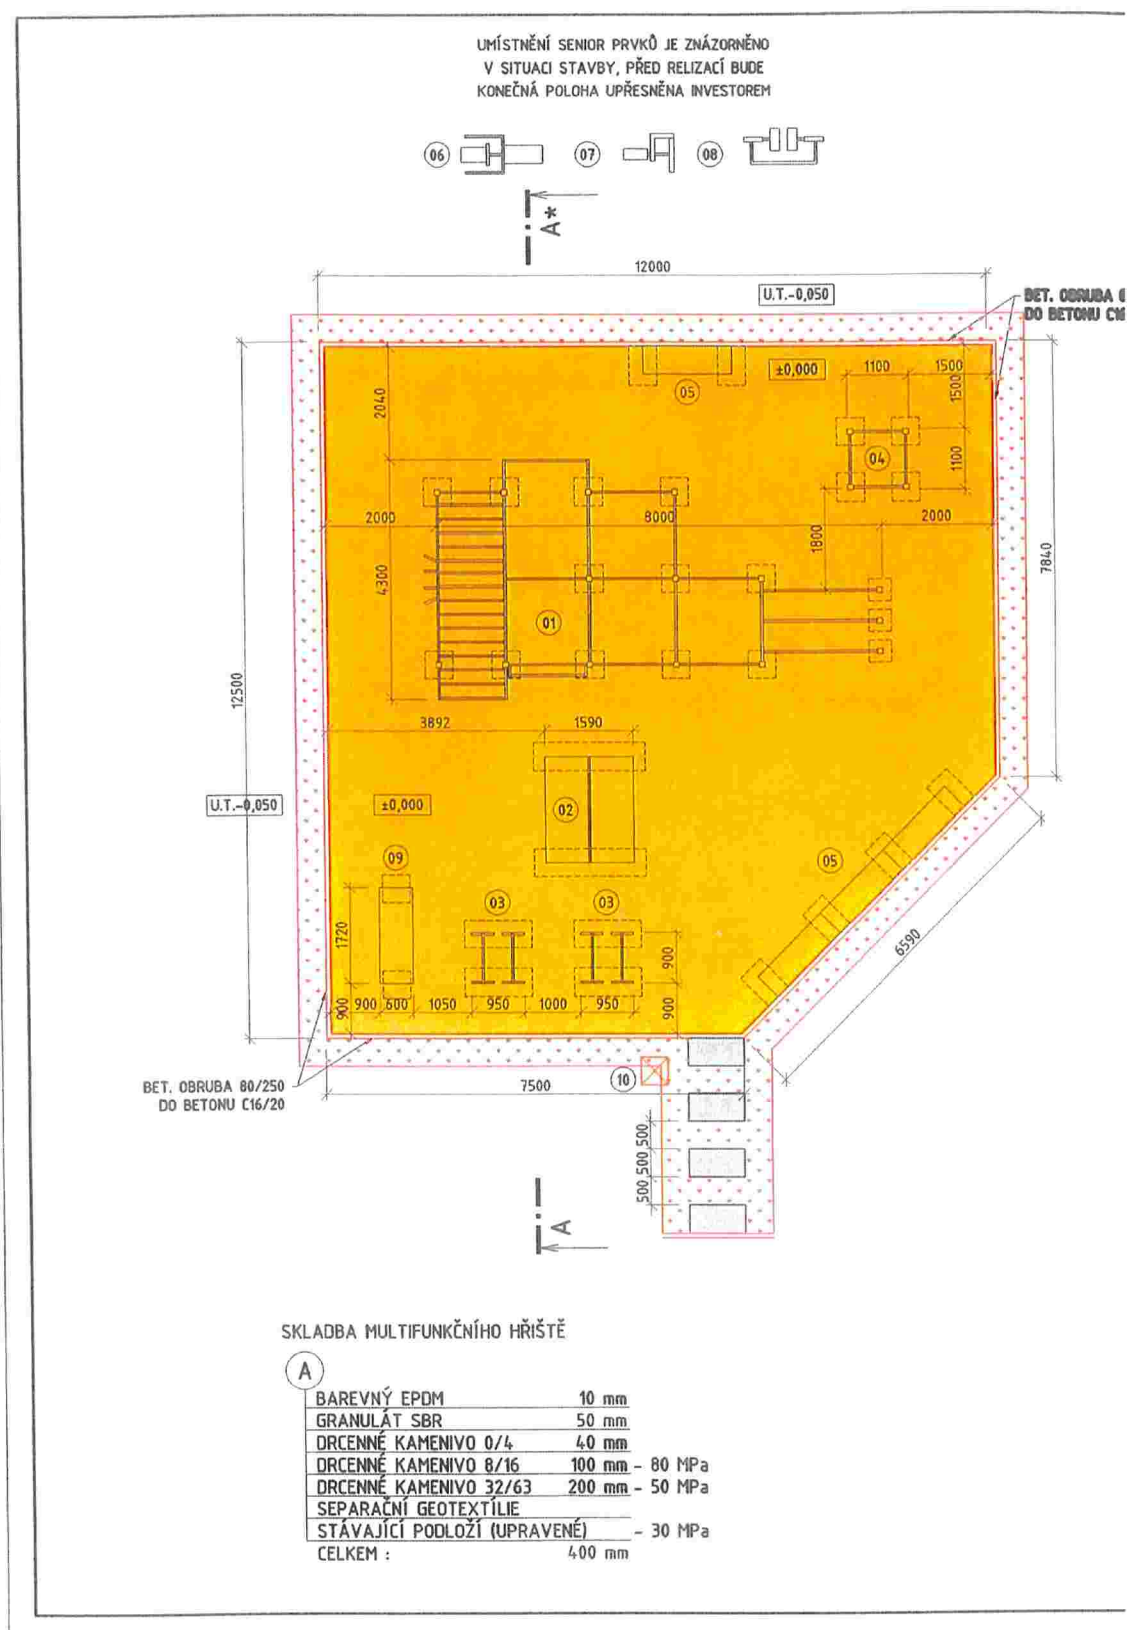 UMÍSTNĚNÍ SENIOR PRVKŮ JE ZNÁZORNĚNO
V SITUACI STAVBY, PŘED RELIZACÍ BUDE
KONEČNÁ POLOHA UPŘESNĚNA INVESTOREM
06
07
08
A*
12000
U.T.-0,050
BET. OBRUBA
DO BETONU C16
±0,000
05
1100
1500
2040
1500
04
1100
2000
8000
2000
1800
4300
7840
01
12500
3892
1590
U.T.-0,050
±0,000
02
09
05
03
03
1720
900
6590
900
900
600
1050
950
1000
950
900
BET. OBRUBA 80/250
DO BETONU C16/20
7500
10
500
500
500
A
SKLADBA MULTIFUNKČNÍHO HŘIŠTĚ
A
BAREVNÝ EPDM 10 mm
GRANULÁT SBR 50 mm
DRCENNÉ KAMENIVO 0/4 40 mm
DRCENNÉ KAMENIVO 8/16 100 mm - 80 MPa
DRCENNÉ KAMENIVO 32/63 200 mm - 50 MPa
SEPARAČNÍ GEOTEXTÍLIE
STÁVAJÍCÍ PODLOŽÍ (UPRAVENÉ) - 30 MPa
CELKEM : 400 mm